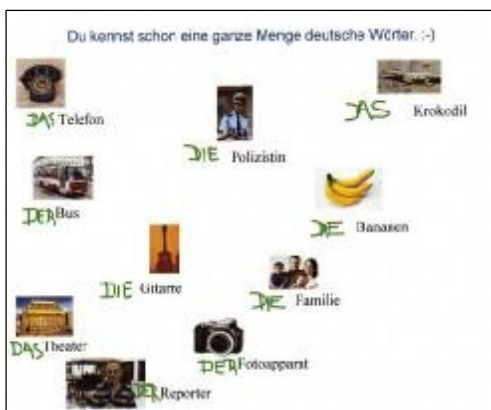 Du kennst schon eine ganze Menge deutsche Wörter. :-)
DAS Telefon
DAS Krokodil
DIE Polizistin
DER Bus
DIE Bananen
DIE Gitarre
DIE Familie
DAS Theater
DER Fotoapparat
DER Reporter